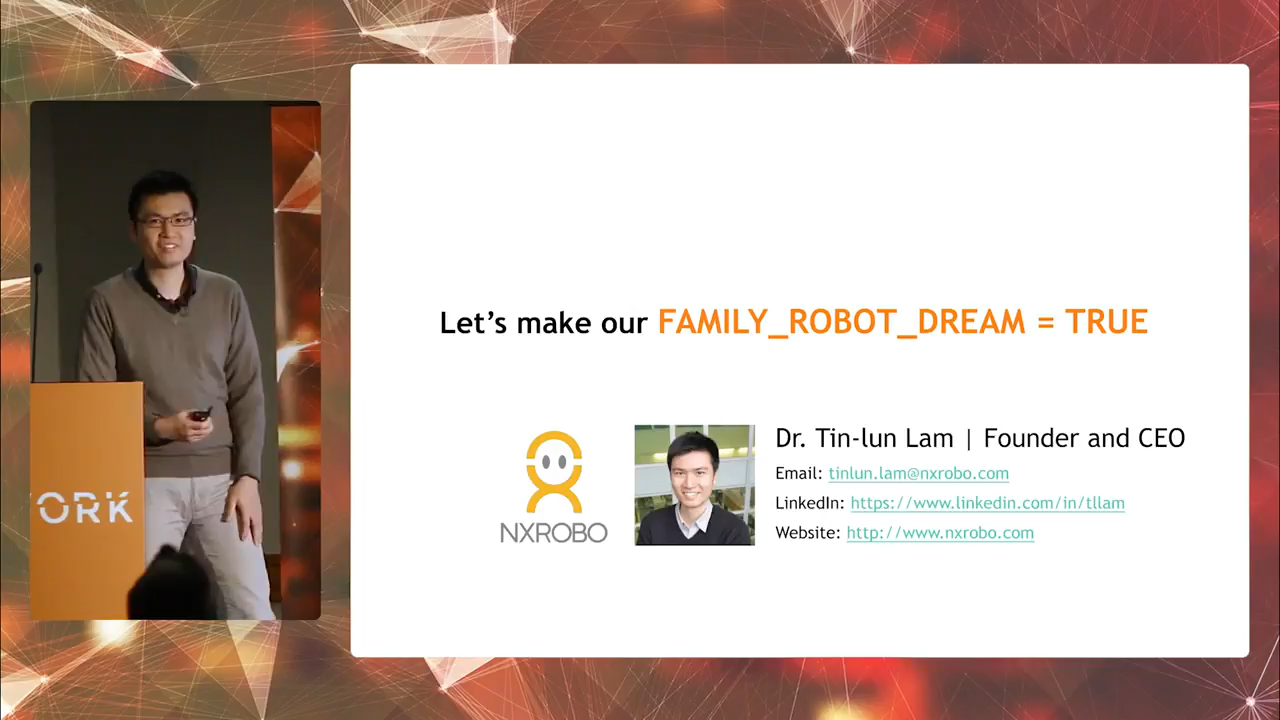 Let's make our FAMILY_ROBOT_DREAM = TRUE
Dr. Tin-lun Lam | Founder and CEO
Email: tinlun.lam@nxrobo.com
LinkedIn: https://www.linkedin.com/in/tllam
Website: http://www.nxrobo.com
NXROBO
ORK